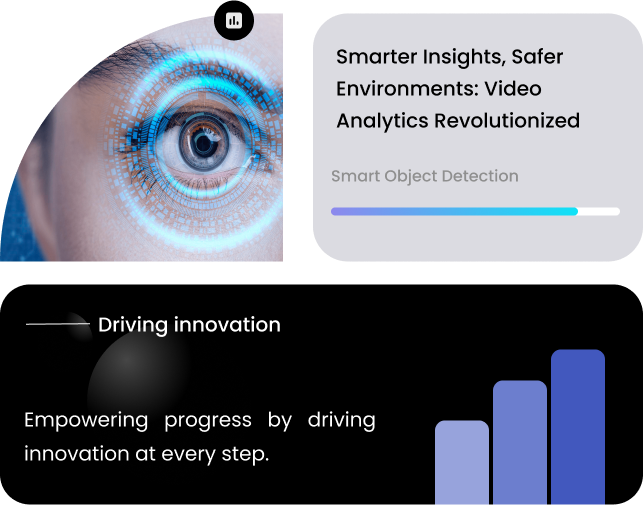 Smarter Insights, Safer
Environments: Video
Analytics Revolutionized
Smart Object Detection
Driving innovation
Empowering progress by driving
innovation at every step.